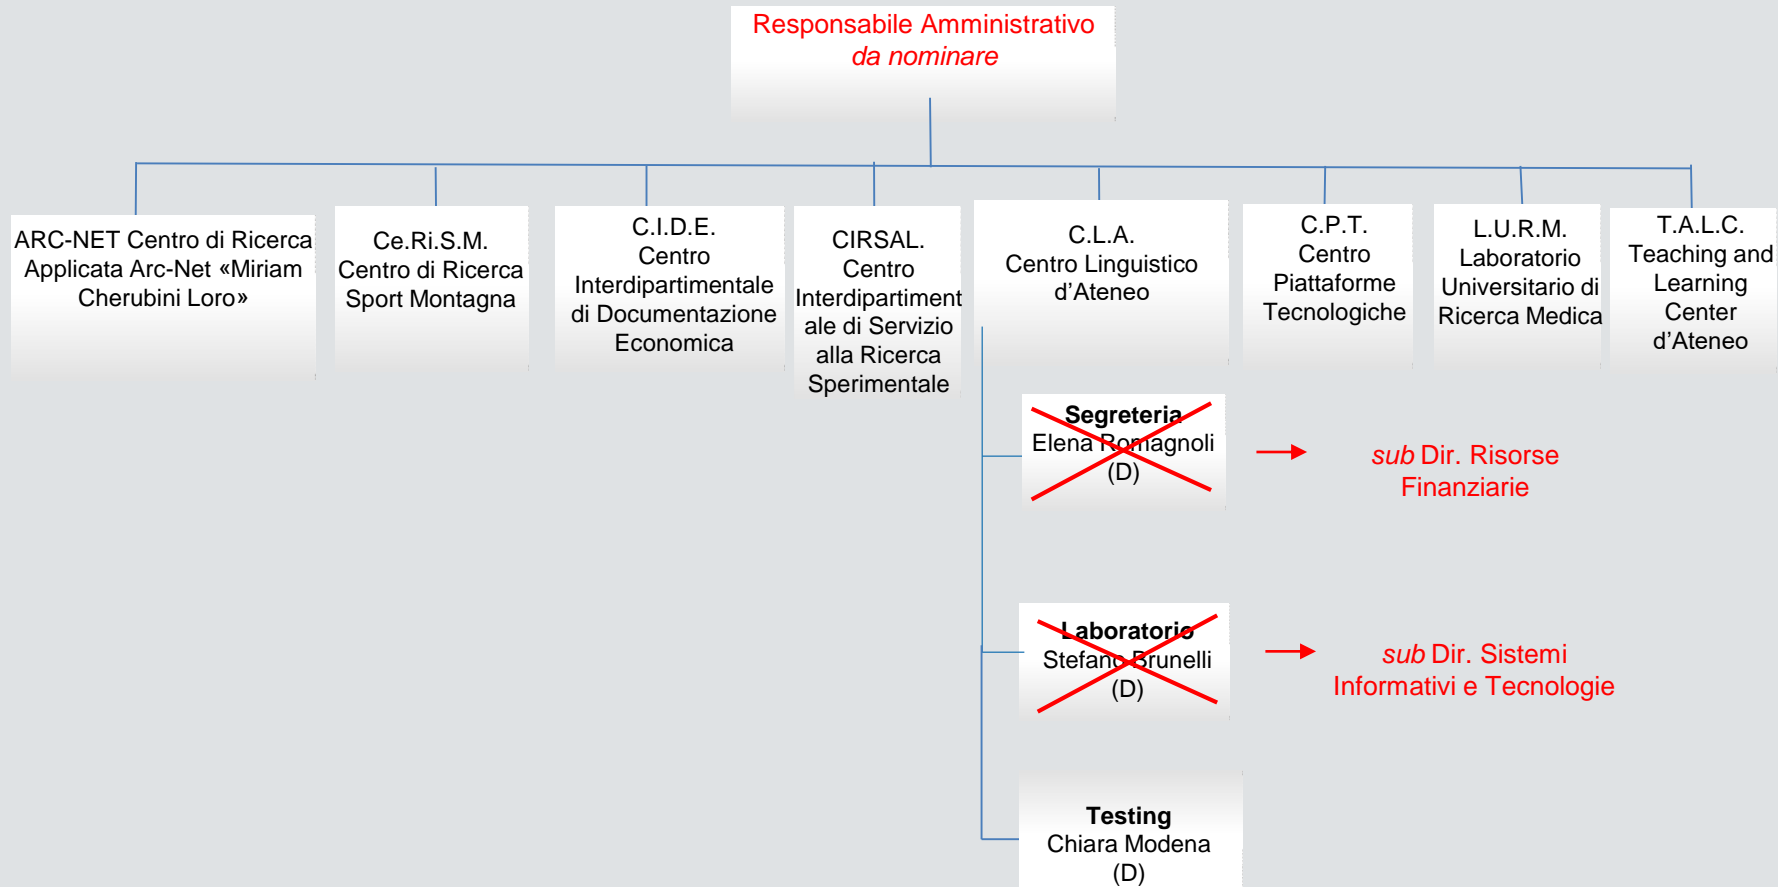 Responsabile Amministrativo
da nominare
ARC-NET Centro di Ricerca
Applicata Arc-Net «Miriam
Cherubini Loro»
Ce.Ri.S.M.
Centro di Ricerca
Sport Montagna
C.I.D.E.
Centro
Interdipartimentale
di Documentazione
Economica
CIRSAL.
Centro
Interdipartiment
ale di Servizio
alla Ricerca
Sperimentale
C.L.A.
Centro Linguistico
d’Ateneo
C.P.T.
Centro
Piattaforme
Tecnologiche
L.U.R.M.
Laboratorio
Universitario di
Ricerca Medica
T.A.L.C.
Teaching and
Learning
Center
d’Ateneo
Segreteria
Elena Romagnoli
(D)
sub Dir. Risorse
Finanziarie
Laboratorio
Stefano Brunelli
(D)
sub Dir. Sistemi
Informativi e Tecnologie
Testing
Chiara Modena
(D)